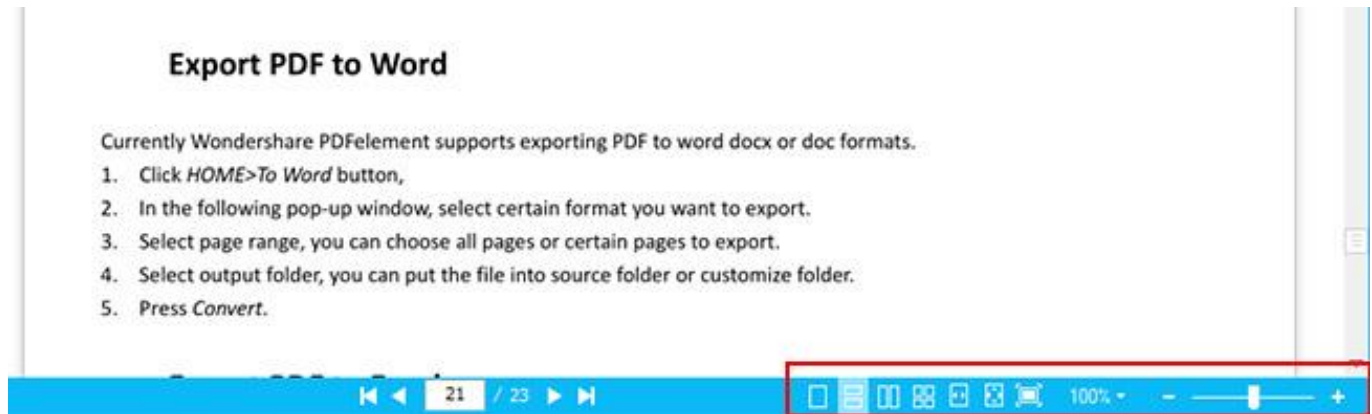 Export PDF to Word
Currently Wondershare PDFelement supports exporting PDF to word docx or doc formats.
1. Click HOME>To Word button,
2. In the following pop-up window, select certain format you want to export.
3. Select page range, you can choose all pages or certain pages to export.
4. Select output folder, you can put the file into source folder or customize folder.
5. Press Convert.
21 / 23
100%